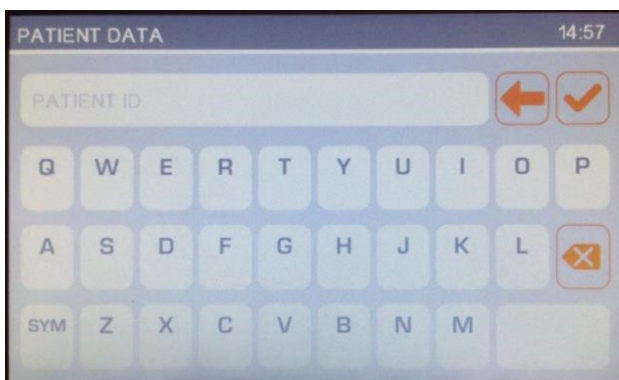 PATIENT DATA 14:57
PATIENT ID
Q W E R T Y U I O P
A S D F G H J K L
SYM Z X C V B N M